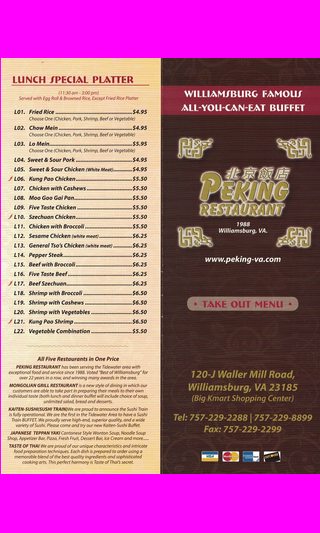 LUNCH SPECIAL PLATTER
(11:30 am - 3:00 pm)
Served with Egg Roll & Browned Rice, Except Fried Rice Platter
L01. Fried Rice $4.95
Choose One (Chicken, Pork, Shrimp, Beef or Vegetable)
L02. Chow Mein $4.95
Choose One (Chicken, Pork, Shrimp, Beef or Vegetable)
L03. Lo Mein $5.95
Choose One (Chicken, Pork, Shrimp, Beef or Vegetable)
L04. Sweet & Sour Pork $4.95
L05. Sweet & Sour Chicken (White Meat) $4.95
L06. Kung Pao Chicken $5.50
L07. Chicken with Cashews $5.50
L08. Moo Goo Gai Pan $5.50
L09. Five Taste Chicken $5.50
L10. Szechuan Chicken $5.50
L11. Chicken with Broccoli $5.50
L12. Sesame Chicken (white meat) $6.25
L13. General Tso's Chicken (white meat) $6.25
L14. Pepper Steak $6.25
L15. Beef with Broccoli $6.25
L16. Five Taste Beef $6.25
L17. Beef Szechuan $6.25
L18. Shrimp with Broccoli $6.50
L19. Shrimp with Cashews $6.50
L20. Shrimp with Vegetables $6.50
L21. Kung Pao Shrimp $6.50
L22. Vegetable Combination $5.50
All Five Restaurants in One Price
PEKING RESTAURANT has been serving the Tidewater area with
exceptional food and service since 1988. Voted "Best of Williamsburg" for
over 22 years in a row, and winning many awards in the area.
MONGOLIAN GRILL RESTAURANT is a new style of dining in which our
customers are able to take part in preparing their meals to their own
individual taste (both lunch and dinner buffet will include choice of soup,
unlimited salad, bread and dessert.
KAITEN-SUSHI(SUSHI TRAIN) We are proud to announce the Sushi Train
is fully operational. We are the first in the Tidewater Area to have a Sushi
Train BUFFET. We proudly serve high-end, superior quality, and a wide
variety of Sushi. Please come and try our new Kaiten-Sushi Buffet.
JAPANESE TEPPAN YAKI Cantonese Style Wonton Soup, Noodle Soup
Shop, Appetizer Bar, Pizza, Fresh Fruit, Dessert Bar, Ice Cream and more.....
TASTE OF THAI We are proud of our unique characteristics and intricate
food preparation techniques. Each dish is prepared to order using a
memorable blend of the best quality ingredients and sophisticated
cooking arts. This perfect harmony is Taste of Thai's secret.
WILLIAMSBURG FAMOUS
ALL-YOU-CAN-EAT BUFFET
北京飯店
PEKING
RESTAURANT
1988
Williamsburg, VA.
www.peking-va.com
• TAKE OUT MENU •
120-J Waller Mill Road,
Williamsburg, VA 23185
(Big Kmart Shopping Center)
Tel: 757-229-2288 | 757-229-8899
Fax: 757-229-2299
VISA